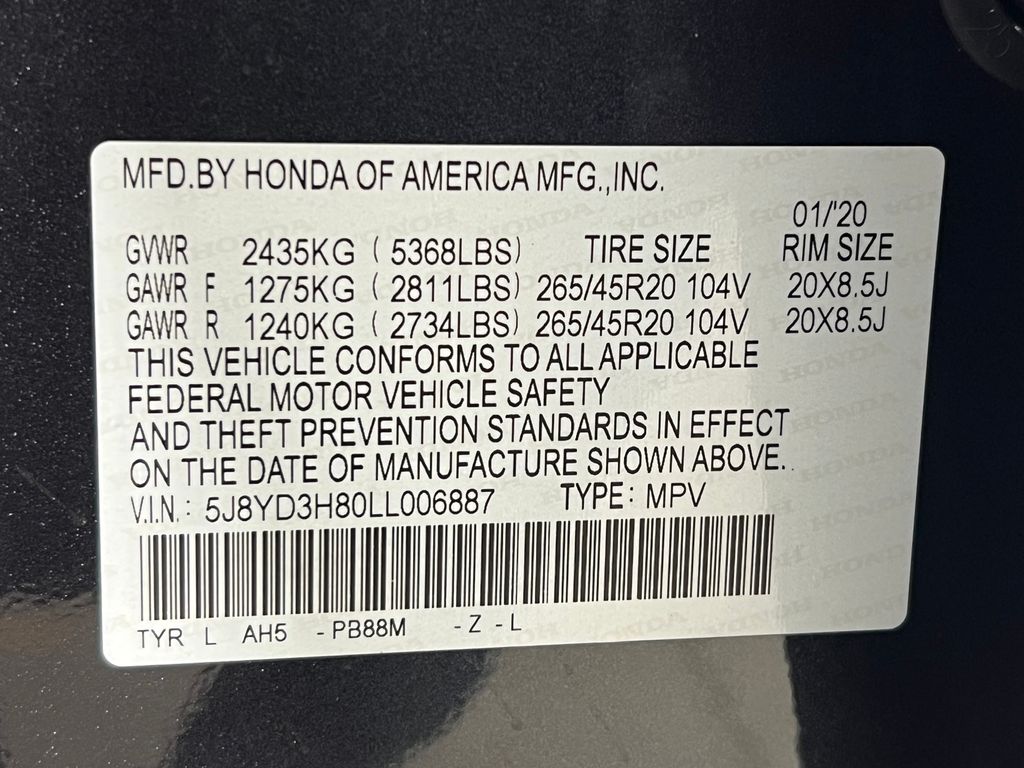 MFD.BY HONDA OF AMERICA MFG.,INC.
01/'20
GVWR 2435KG ( 5368LBS) TIRE SIZE RIM SIZE
GAWR F 1275KG ( 2811LBS) 265/45R20 104V 20X8.5J
GAWR R 1240KG ( 2734LBS) 265/45R20 104V 20X8.5J
THIS VEHICLE CONFORMS TO ALL APPLICABLE
FEDERAL MOTOR VEHICLE SAFETY
AND THEFT PREVENTION STANDARDS IN EFFECT
ON THE DATE OF MANUFACTURE SHOWN ABOVE.
V.I.N.: 5J8YD3H80LL006887 TYPE: MPV
TYR L AH5 - PB88M - Z - L